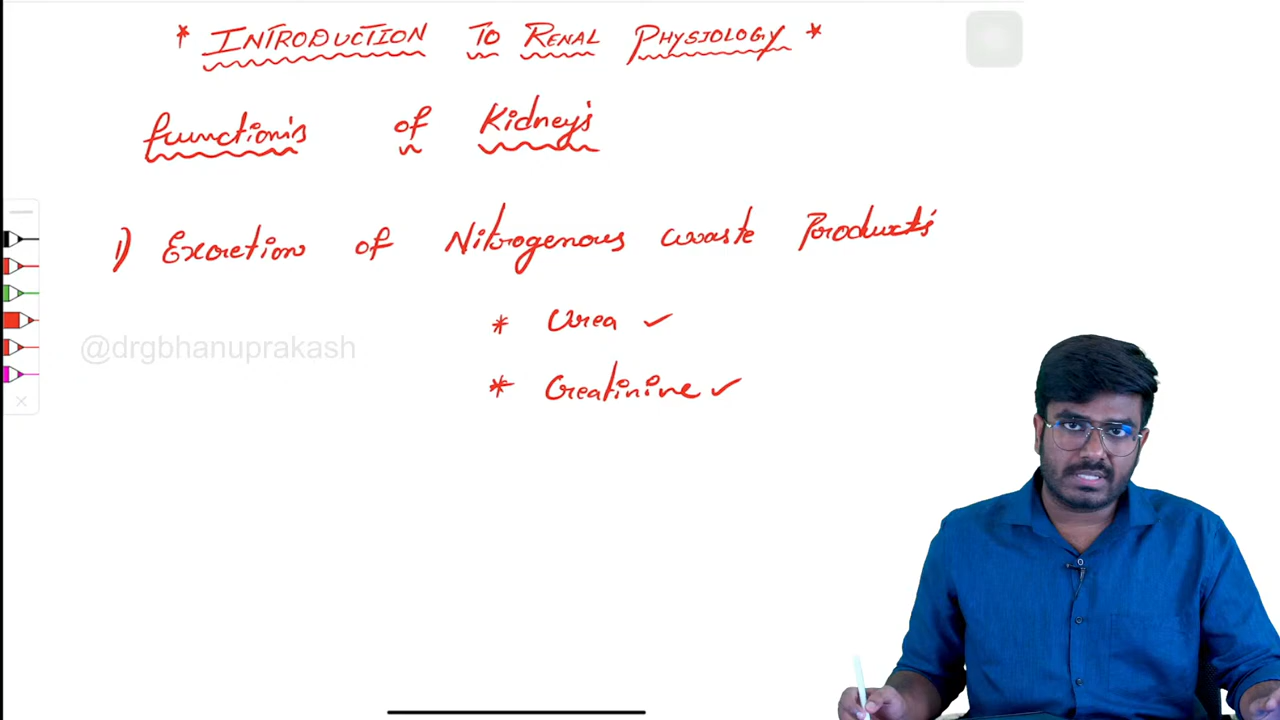 * INTRODUCTION TO RENAL PHYSIOLOGY *
functions of Kidneys
1) Excretion of Nitrogenous waste Products
* Urea ✓
@drgbhanuprakash
* Creatinine ✓